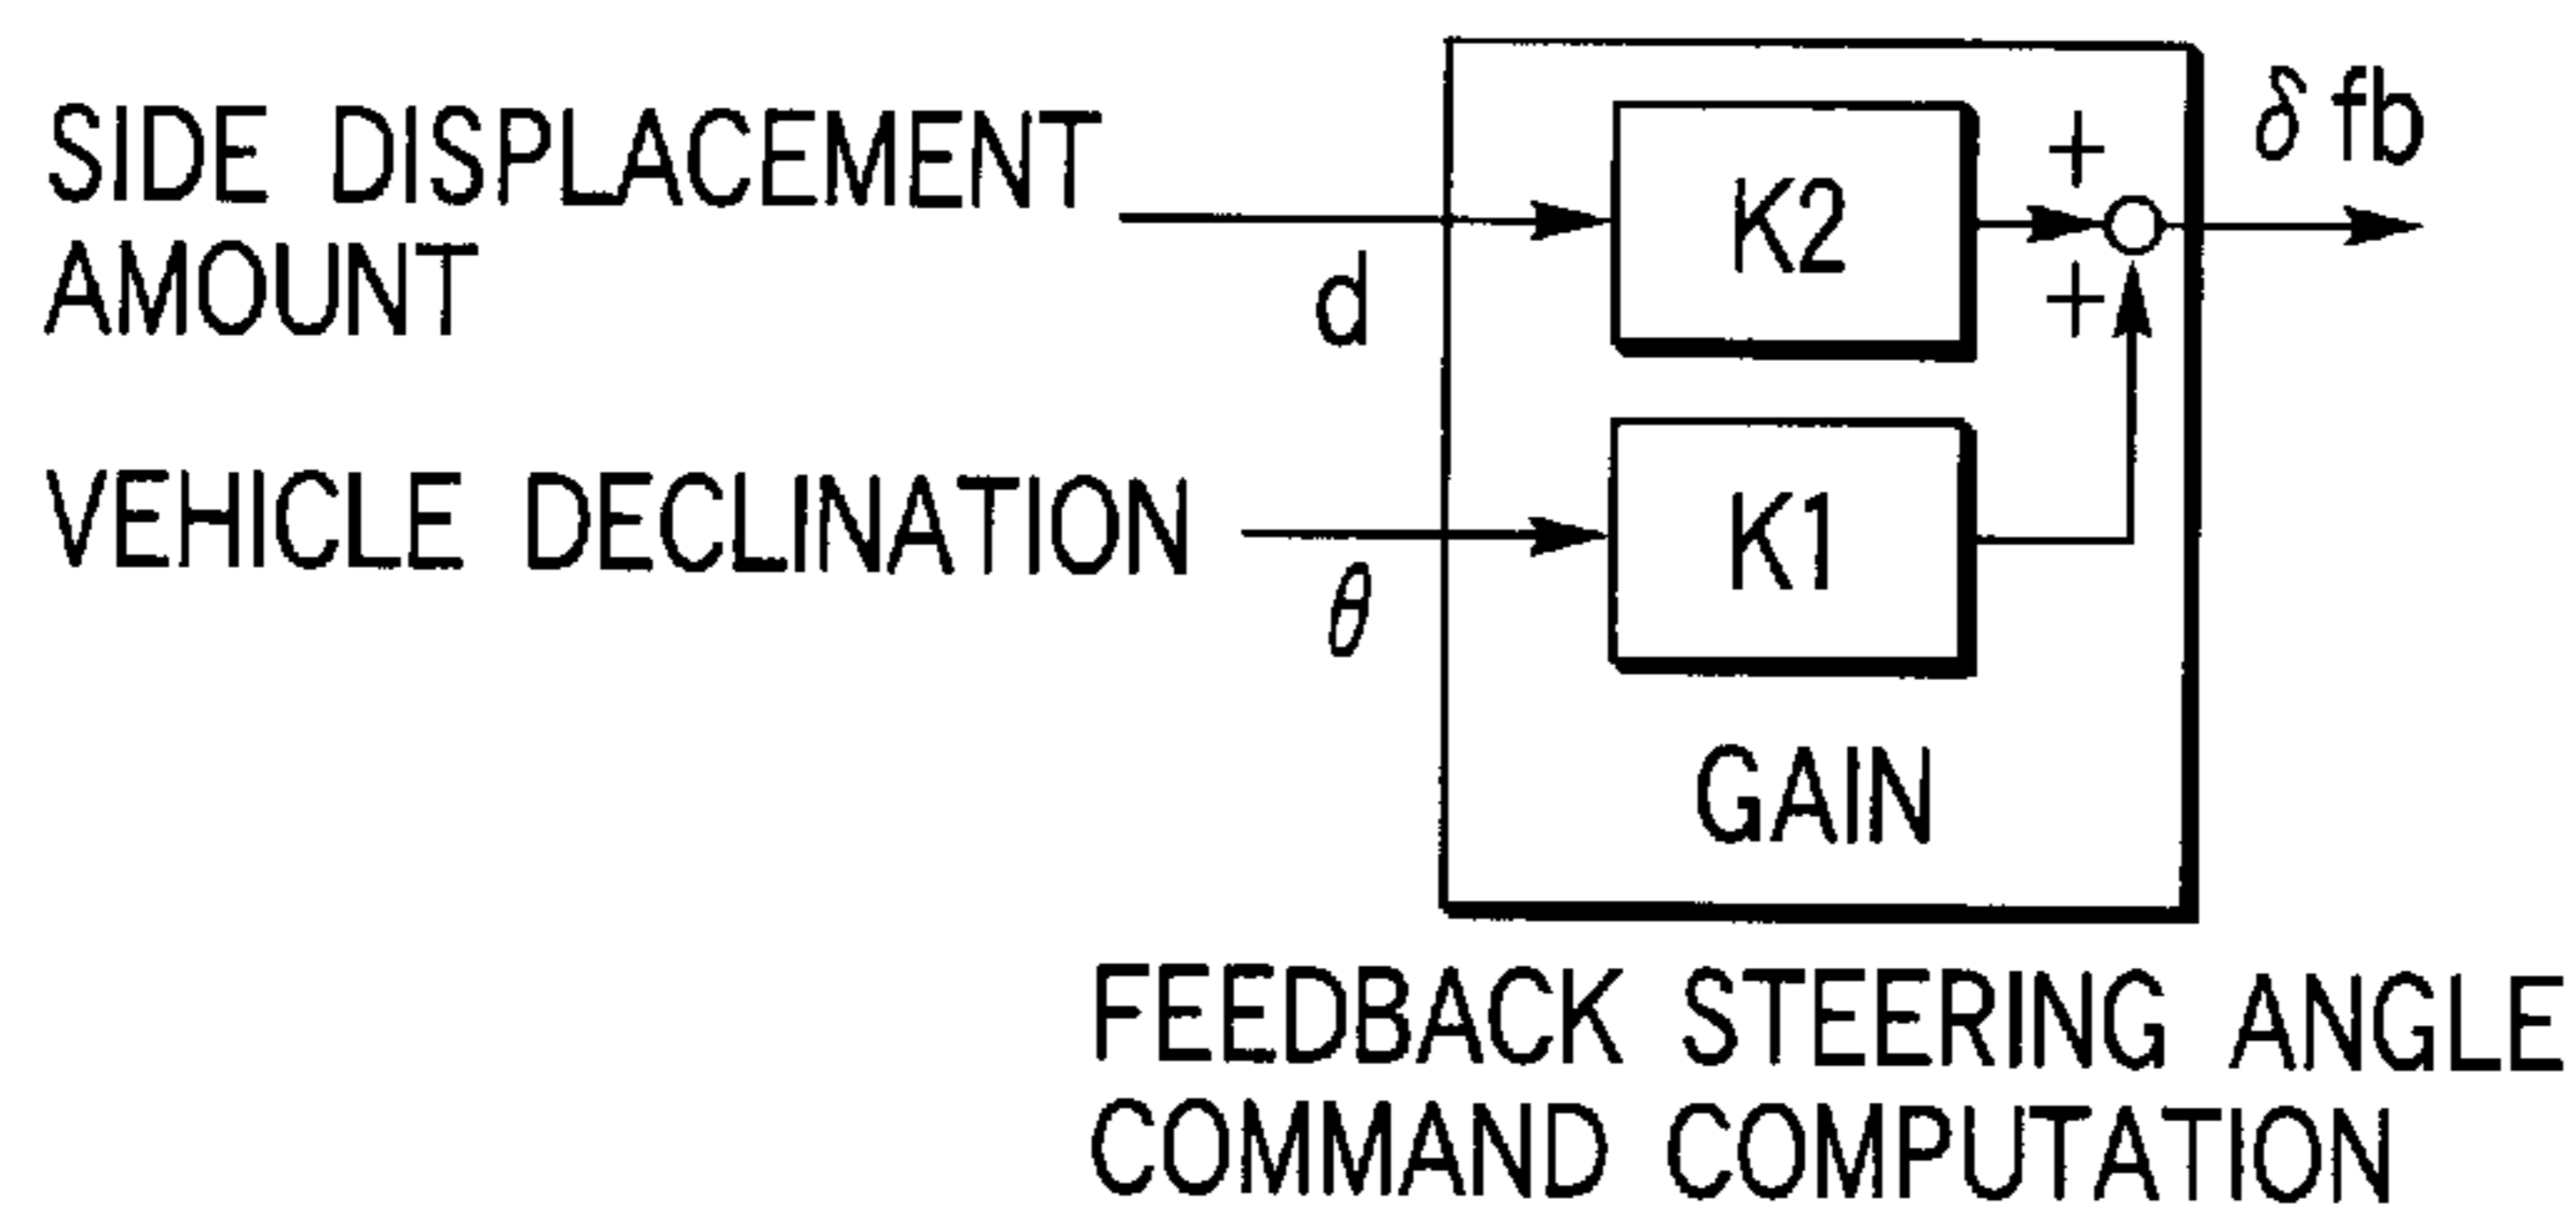 SIDE DISPLACEMENT
AMOUNT
d
K2
+
+
δ fb
VEHICLE DECLINATION
θ
K1
GAIN
FEEDBACK STEERING ANGLE
COMMAND COMPUTATION